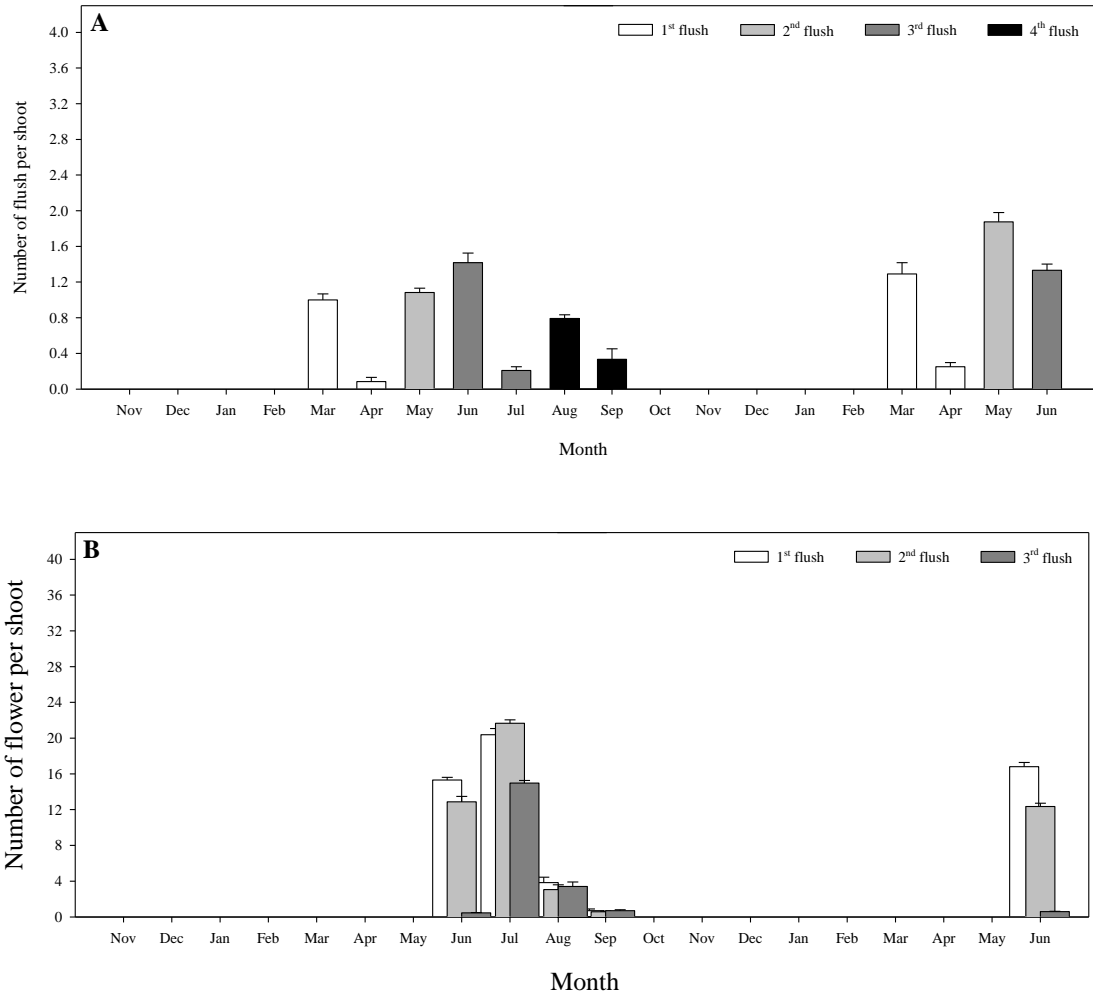 A
1st flush 2nd flush 3rd flush 4th flush
Number of flush per shoot
4.0
3.6
3.2
2.8
2.4
2.0
1.6
1.2
0.8
0.4
0.0
Nov Dec Jan Feb Mar Apr May Jun Jul Aug Sep Oct Nov Dec Jan Feb Mar Apr May Jun
Month
B
1st flush 2nd flush 3rd flush
Number of flower per shoot
40
36
32
28
24
20
16
12
8
4
0
Nov Dec Jan Feb Mar Apr May Jun Jul Aug Sep Oct Nov Dec Jan Feb Mar Apr May Jun
Month